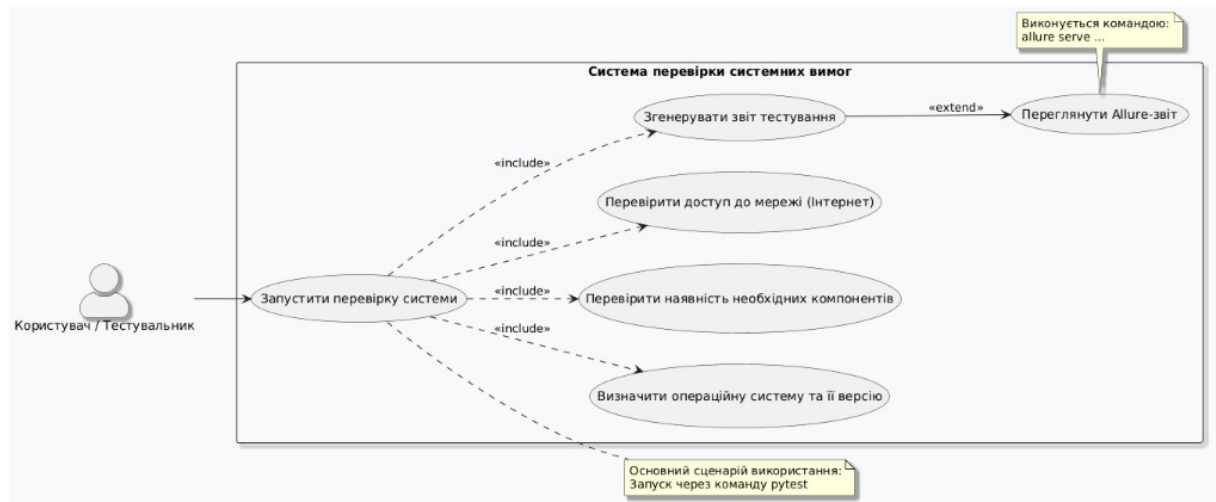 Виконується командою:
allure serve ...
Система перевірки системних вимог
Згенерувати звіт тестування
«extend»
Переглянути Allure-звіт
«include»
Перевірити доступ до мережі (Інтернет)
«include»
Користувач / Тестувальник
Запустити перевірку системи
«include»
Перевірити наявність необхідних компонентів
«include»
Визначити операційну систему та її версію
Основний сценарій використання:
Запуск через команду pytest